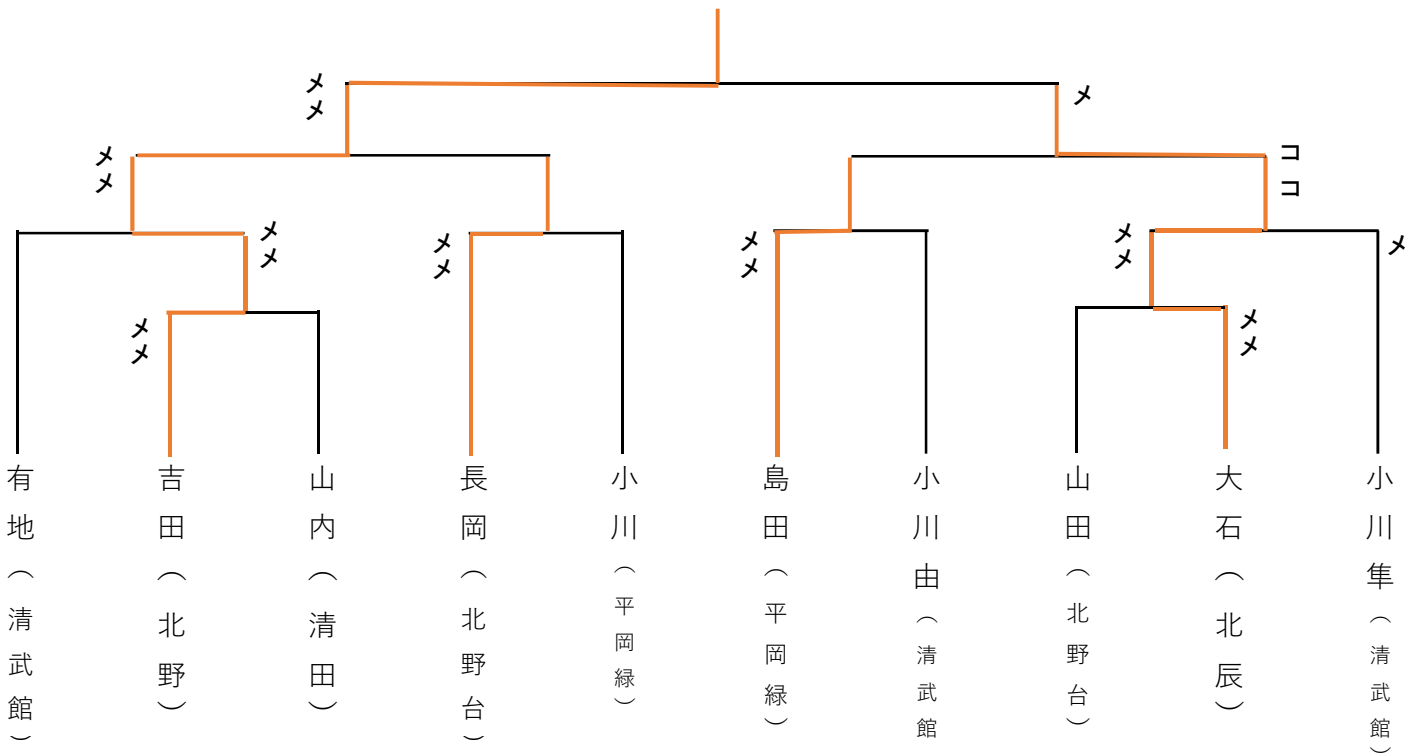 メメ
メ
メメ
ココ
メメ
メメ
メメ
メメ
メ
メメ
メメ
有地（清武館）
吉田（北野）
山内（清田）
長岡（北野台）
小川（平岡緑）
島田（平岡緑）
小川由（清武館
山田（北野台）
大石（北辰）
小川隼（清武館）